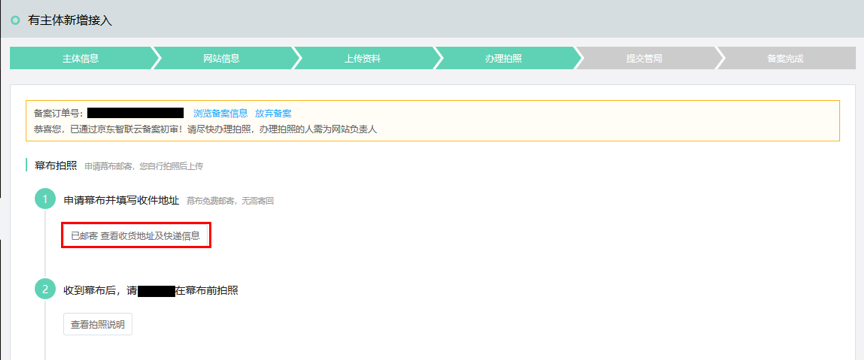 有主体新增接入
主体信息 网站信息 上传资料 办理拍照 提交管局 备案完成
备案订单号： 浏览备案信息 放弃备案
恭喜您，已通过京东智联云备案初审！请尽快办理拍照，办理拍照的人需为网站负责人
幕布拍照 申请幕布邮寄，您自行拍照后上传
1 申请幕布并填写收件地址 幕布免费邮寄，无需寄回
已邮寄 查看收货地址及快递信息
2 收到幕布后，请 在幕布前拍照
查看拍照说明